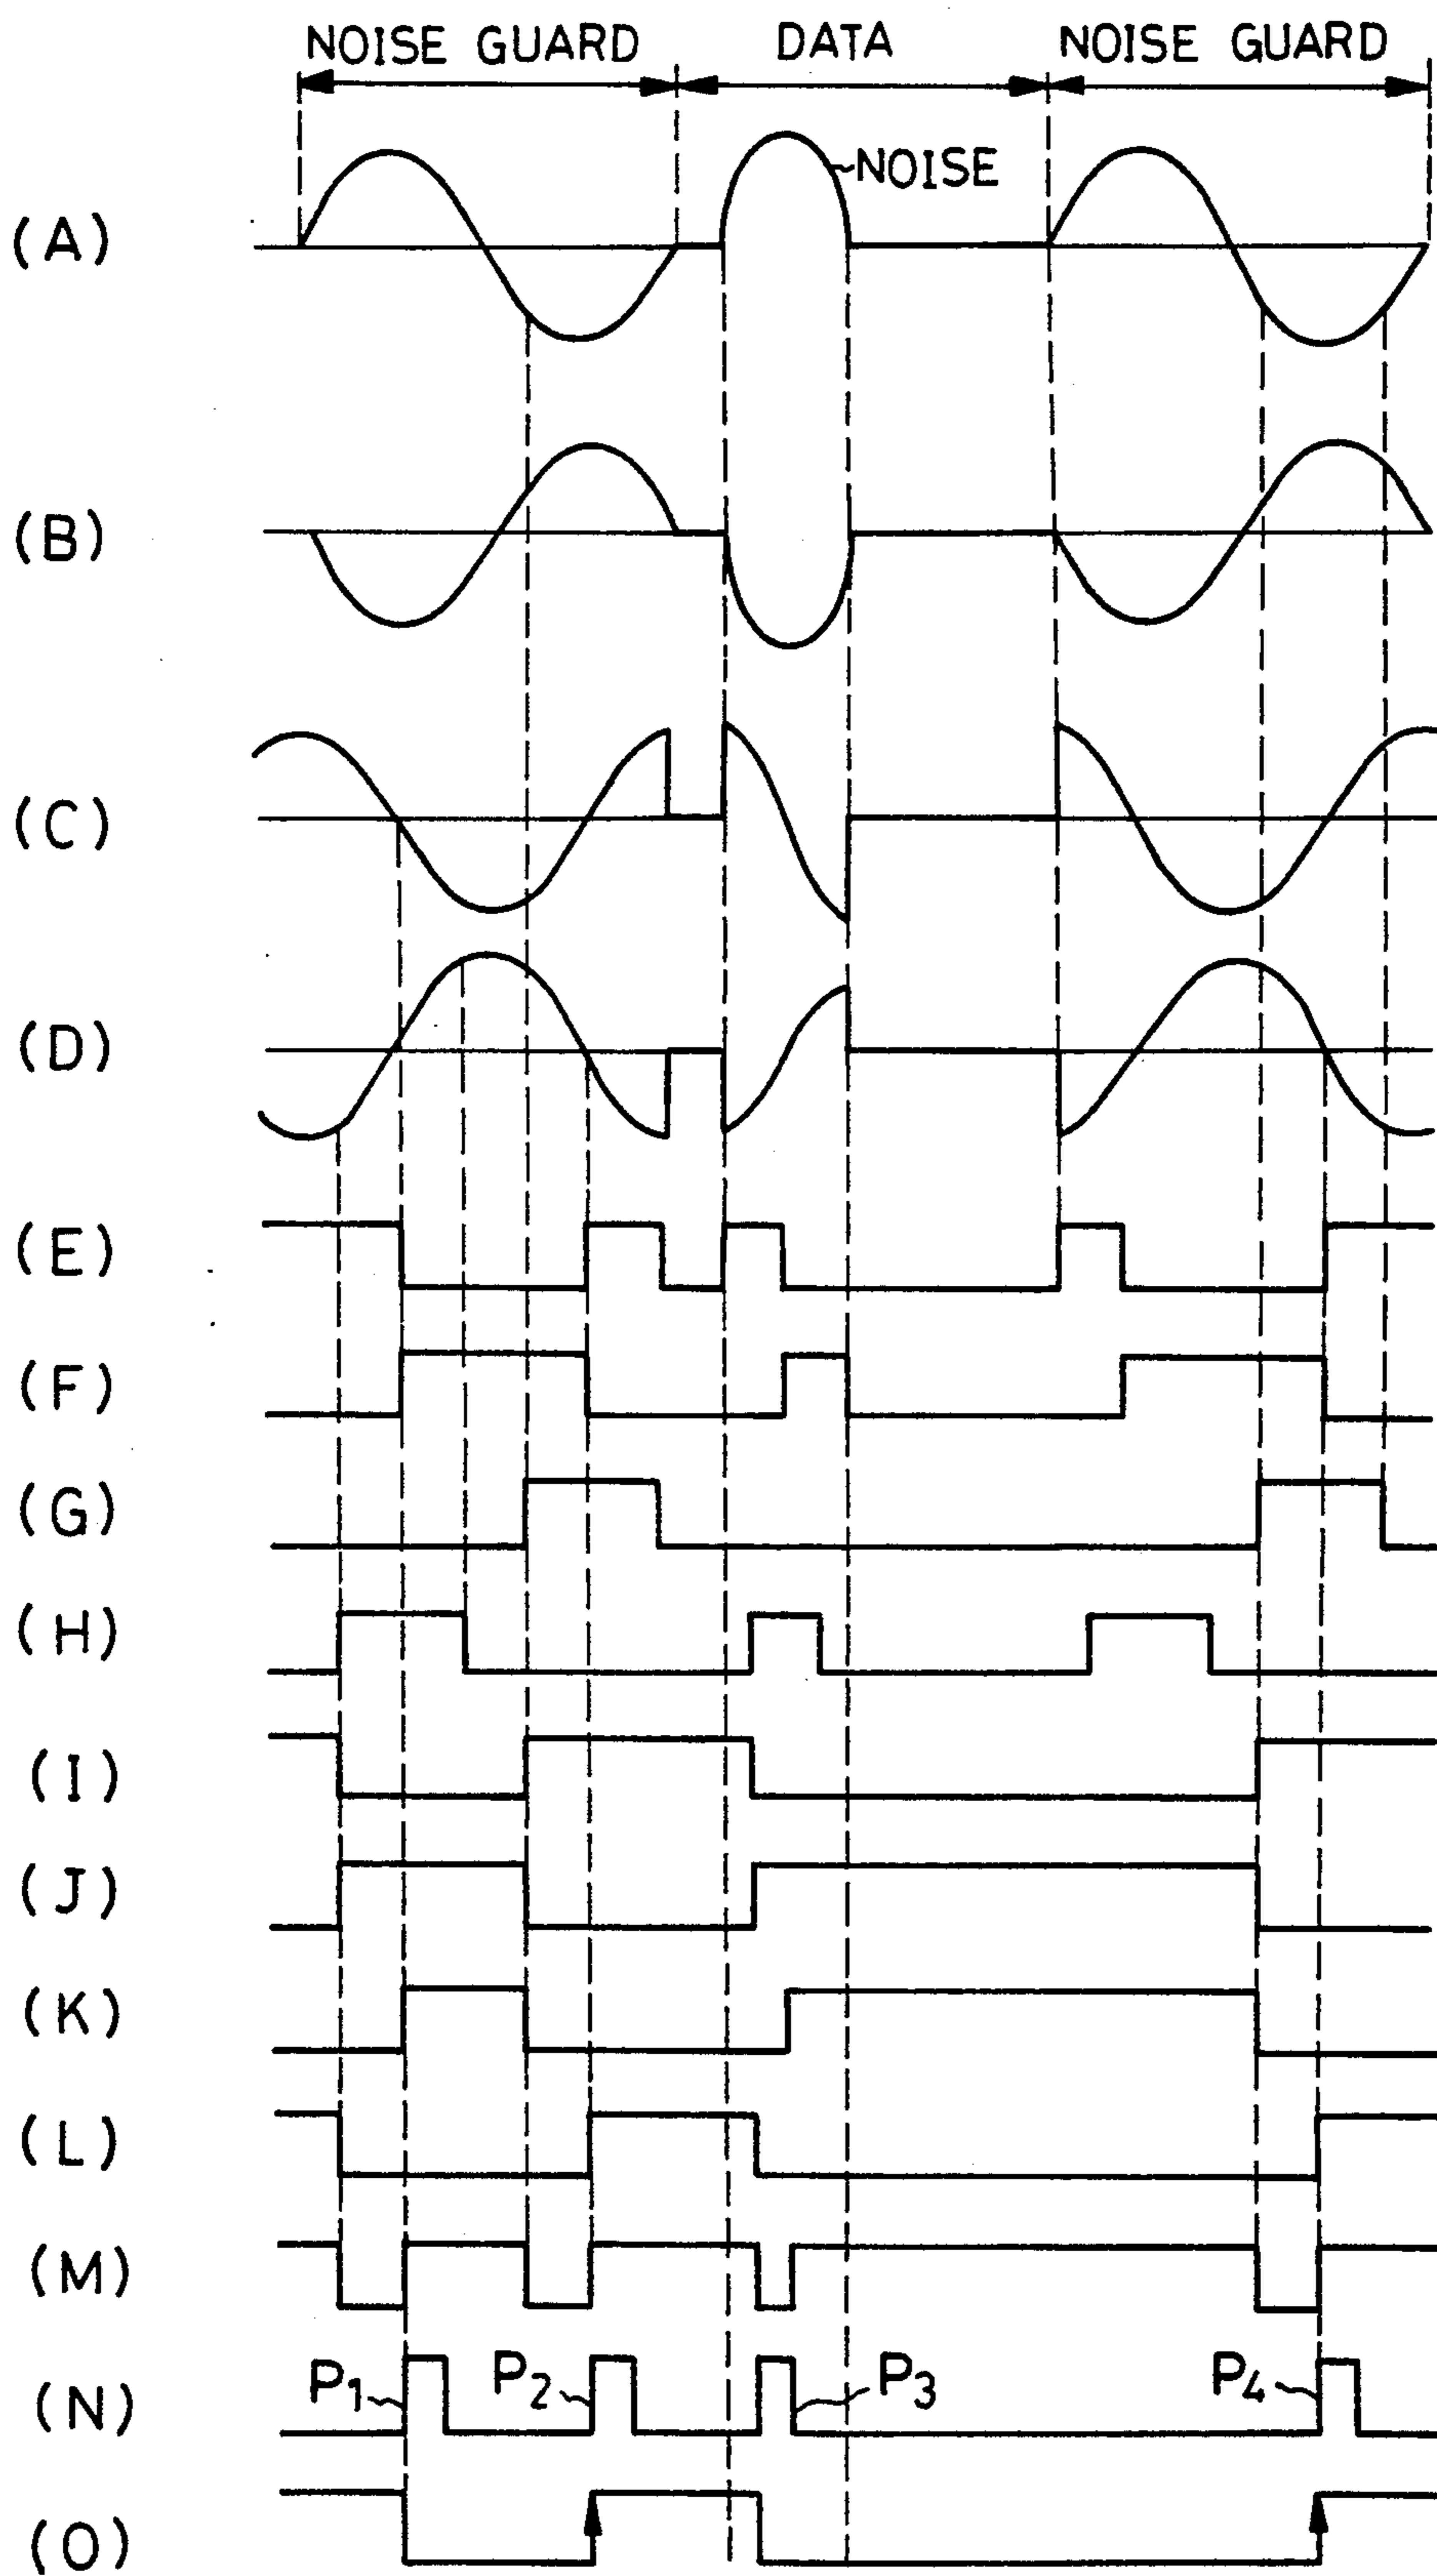 NOISE GUARD DATA NOISE GUARD
NOISE
(A)
(B)
(C)
(D)
(E)
(F)
(G)
(H)
(I)
(J)
(K)
(L)
(M)
(N) P1 P2 P3 P4
(O)